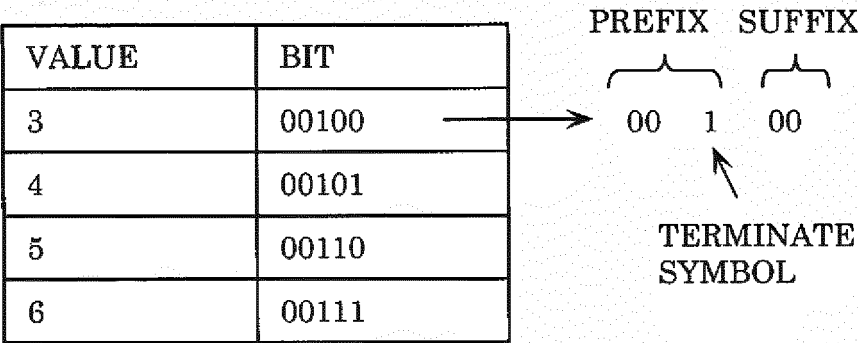 PREFIX SUFFIX
VALUE BIT
3 00100 00 1 00
4 00101
5 00110
6 00111
TERMINATE
SYMBOL